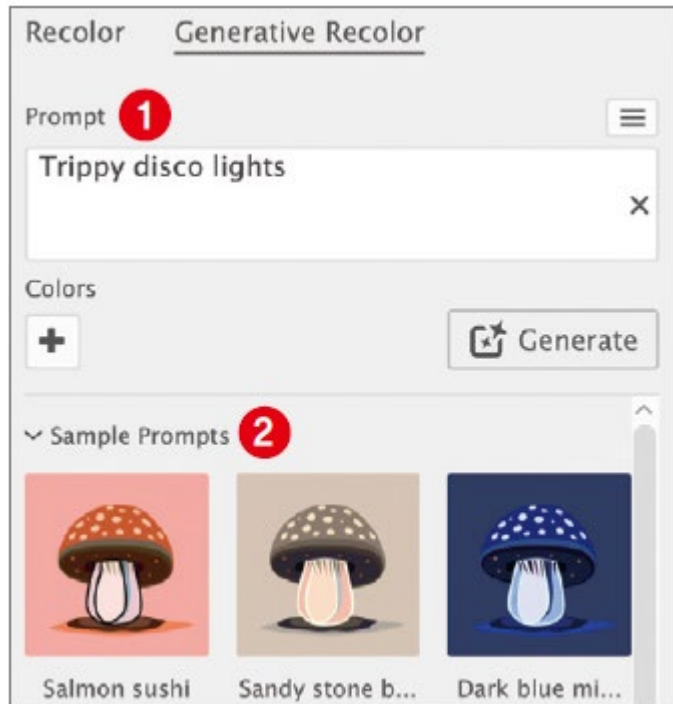 Recolor Generative Recolor
Prompt 1
Trippy disco lights
Colors
Generate
Sample Prompts 2
Salmon sushi Sandy stone b... Dark blue mi...